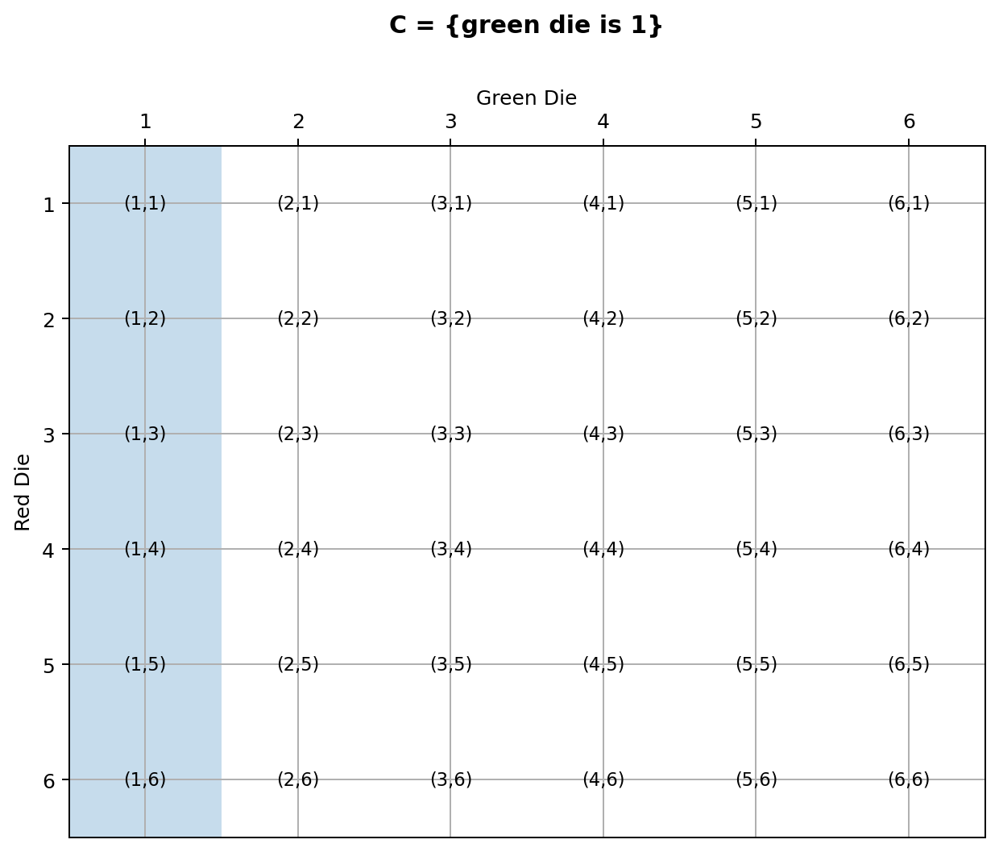 C = {green die is 1}
Green Die
1 2 3 4 5 6
1 (1,1) (2,1) (3,1) (4,1) (5,1) (6,1)
2 (1,2) (2,2) (3,2) (4,2) (5,2) (6,2)
3 (1,3) (2,3) (3,3) (4,3) (5,3) (6,3)
Red Die
4 (1,4) (2,4) (3,4) (4,4) (5,4) (6,4)
5 (1,5) (2,5) (3,5) (4,5) (5,5) (6,5)
6 (1,6) (2,6) (3,6) (4,6) (5,6) (6,6)